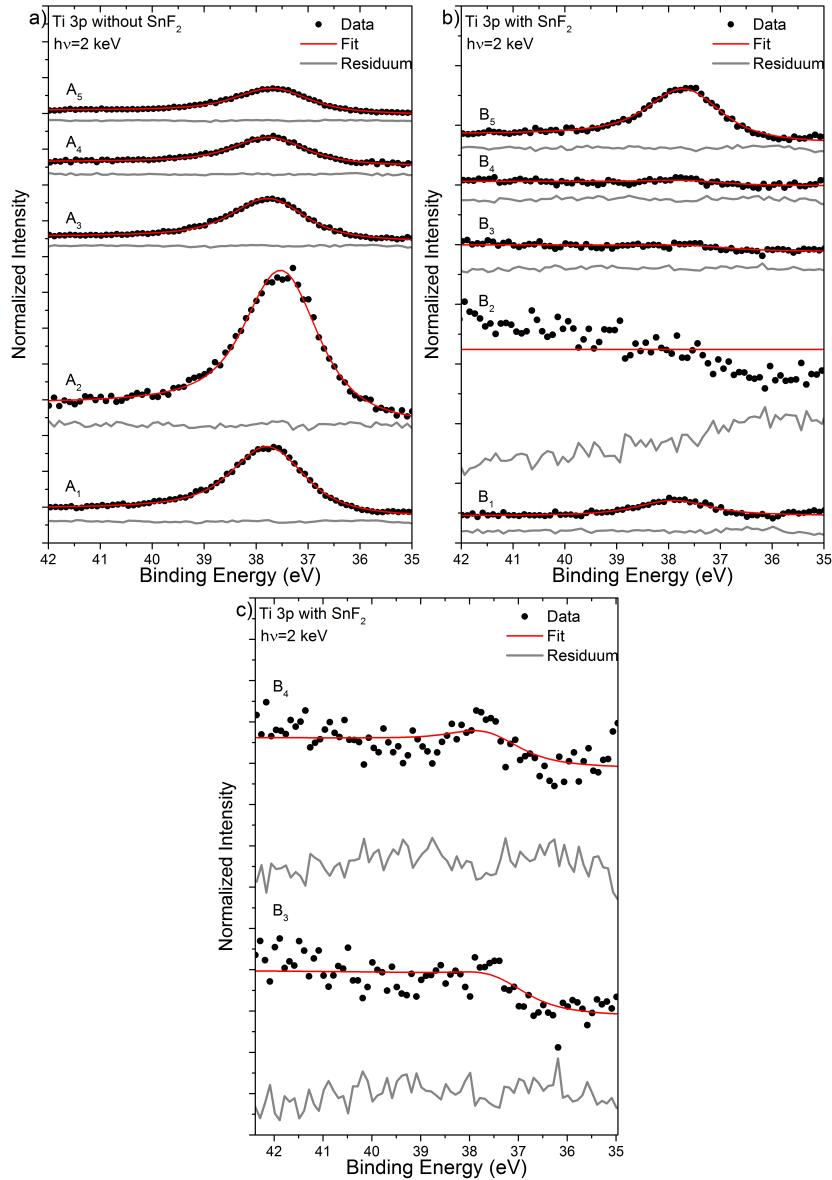 a) Ti 3p without SnF2
hν=2 keV
Data
Fit
Residuum
A5
A4
A3
A2
A1
Normalized Intensity
42 41 40 39 38 37 36 35
Binding Energy (eV)
b) Ti 3p with SnF2
hν=2 keV
Data
Fit
Residuum
B5
B4
B3
B2
B1
Normalized Intensity
42 41 40 39 38 37 36 35
Binding Energy (eV)
c) Ti 3p with SnF2
hν=2 keV
Data
Fit
Residuum
B4
B3
Normalized Intensity
42 41 40 39 38 37 36 35
Binding Energy (eV)